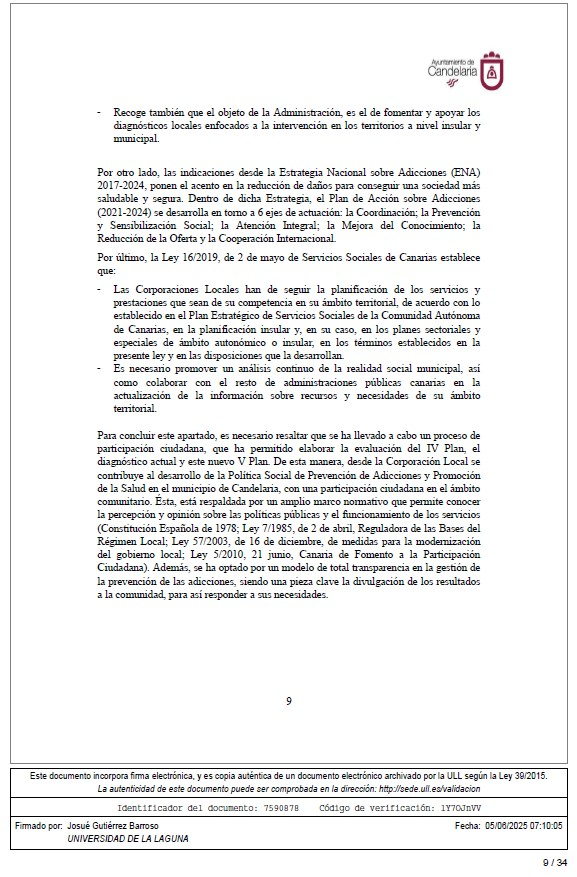 Ayuntamiento de
Candelaria
- Recoge también que el objeto de la Administración, es el de fomentar y apoyar los
diagnósticos locales enfocados a la intervención en los territorios a nivel insular y
municipal.
Por otro lado, las indicaciones desde la Estrategia Nacional sobre Adicciones (ENA)
2017-2024, ponen el acento en la reducción de daños para conseguir una sociedad más
saludable y segura. Dentro de dicha Estrategia, el Plan de Acción sobre Adicciones
(2021-2024) se desarrolla en torno a 6 ejes de actuación: la Coordinación; la Prevención
y Sensibilización Social; la Atención Integral; la Mejora del Conocimiento; la
Reducción de la Oferta y la Cooperación Internacional.
Por último, la Ley 16/2019, de 2 de mayo de Servicios Sociales de Canarias establece
que:
- Las Corporaciones Locales han de seguir la planificación de los servicios y
prestaciones que sean de su competencia en su ámbito territorial, de acuerdo con lo
establecido en el Plan Estratégico de Servicios Sociales de la Comunidad Autónoma
de Canarias, en la planificación insular y, en su caso, en los planes sectoriales y
especiales de ámbito autonómico o insular, en los términos establecidos en la
presente ley y en las disposiciones que la desarrollan.
- Es necesario promover un análisis continuo de la realidad social municipal, así
como colaborar con el resto de administraciones públicas canarias en la
actualización de la información sobre recursos y necesidades de su ámbito
territorial.
Para concluir este apartado, es necesario resaltar que se ha llevado a cabo un proceso de
participación ciudadana, que ha permitido elaborar la evaluación del IV Plan, el
diagnóstico actual y este nuevo V Plan. De esta manera, desde la Corporación Local se
contribuye al desarrollo de la Política Social de Prevención de Adicciones y Promoción
de la Salud en el municipio de Candelaria, con una participación ciudadana en el ámbito
comunitario. Ésta, está respaldada por un amplio marco normativo que permite conocer
la percepción y opinión sobre las políticas públicas y el funcionamiento de los servicios
(Constitución Española de 1978; Ley 7/1985, de 2 de abril, Reguladora de las Bases del
Régimen Local; Ley 57/2003, de 16 de diciembre, de medidas para la modernización
del gobierno local; Ley 5/2010, 21 junio, Canaria de Fomento a la Participación
Ciudadana). Además, se ha optado por un modelo de total transparencia en la gestión de
la prevención de las adicciones, siendo una pieza clave la divulgación de los resultados
a la comunidad, para así responder a sus necesidades.
9
Este documento incorpora firma electrónica, y es copia auténtica de un documento electrónico archivado por la ULL según la Ley 39/2015.
La autenticidad de este documento puede ser comprobada en la dirección: http://sede.ull.es/validacion
Identificador del documento: 7590878 Código de verificación: 1Y7OJnVV
Firmado por: Josué Gutiérrez Barroso Fecha: 05/06/2025 07:10:05
UNIVERSIDAD DE LA LAGUNA
9 / 34